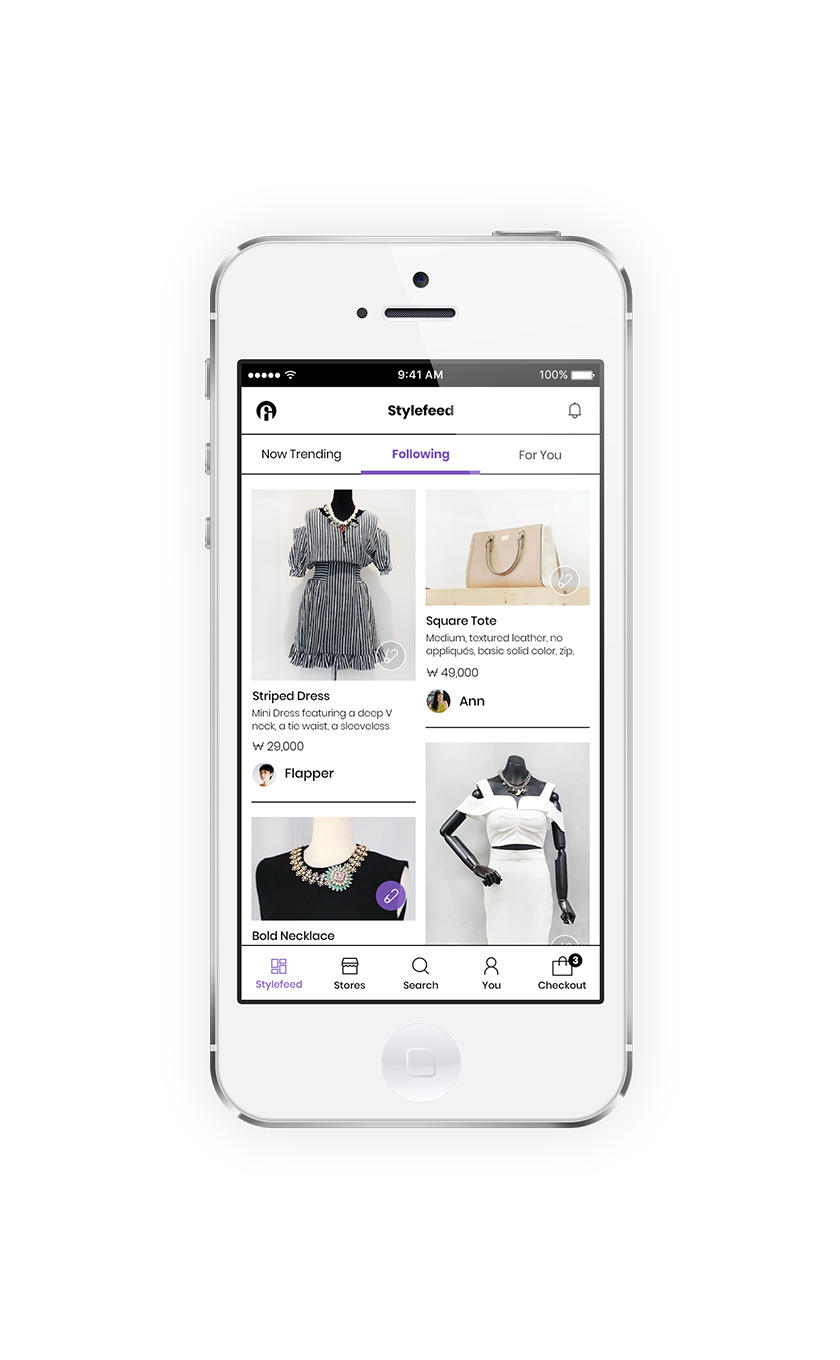 9:41 AM
100%
Stylefeed
Now Trending
Following
For You
Striped Dress
Mini Dress featuring a deep V
neck, a tie waist, a sleeveless
₩ 29,000
Flapper
Bold Necklace
Square Tote
Medium, textured leather, no
appliqués, basic solid color, zip,
₩ 49,000
Ann
Stylefeed
Stores
Search
You
3
Checkout